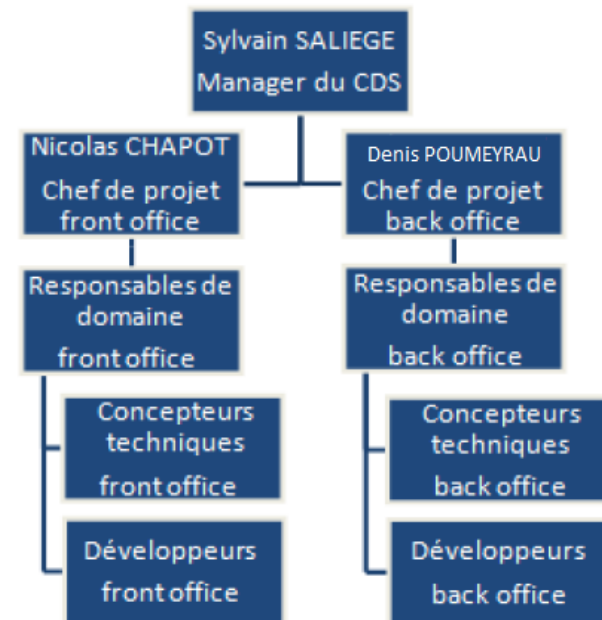 Sylvain SALIEGE
Manager du CDS
Nicolas CHAPOT
Chef de projet
front office
Denis POUMEYRAU
Chef de projet
back office
Responsables de
domaine
front office
Responsables de
domaine
back office
Concepteurs
techniques
front office
Concepteurs
techniques
back office
Développeurs
front office
Développeurs
back office